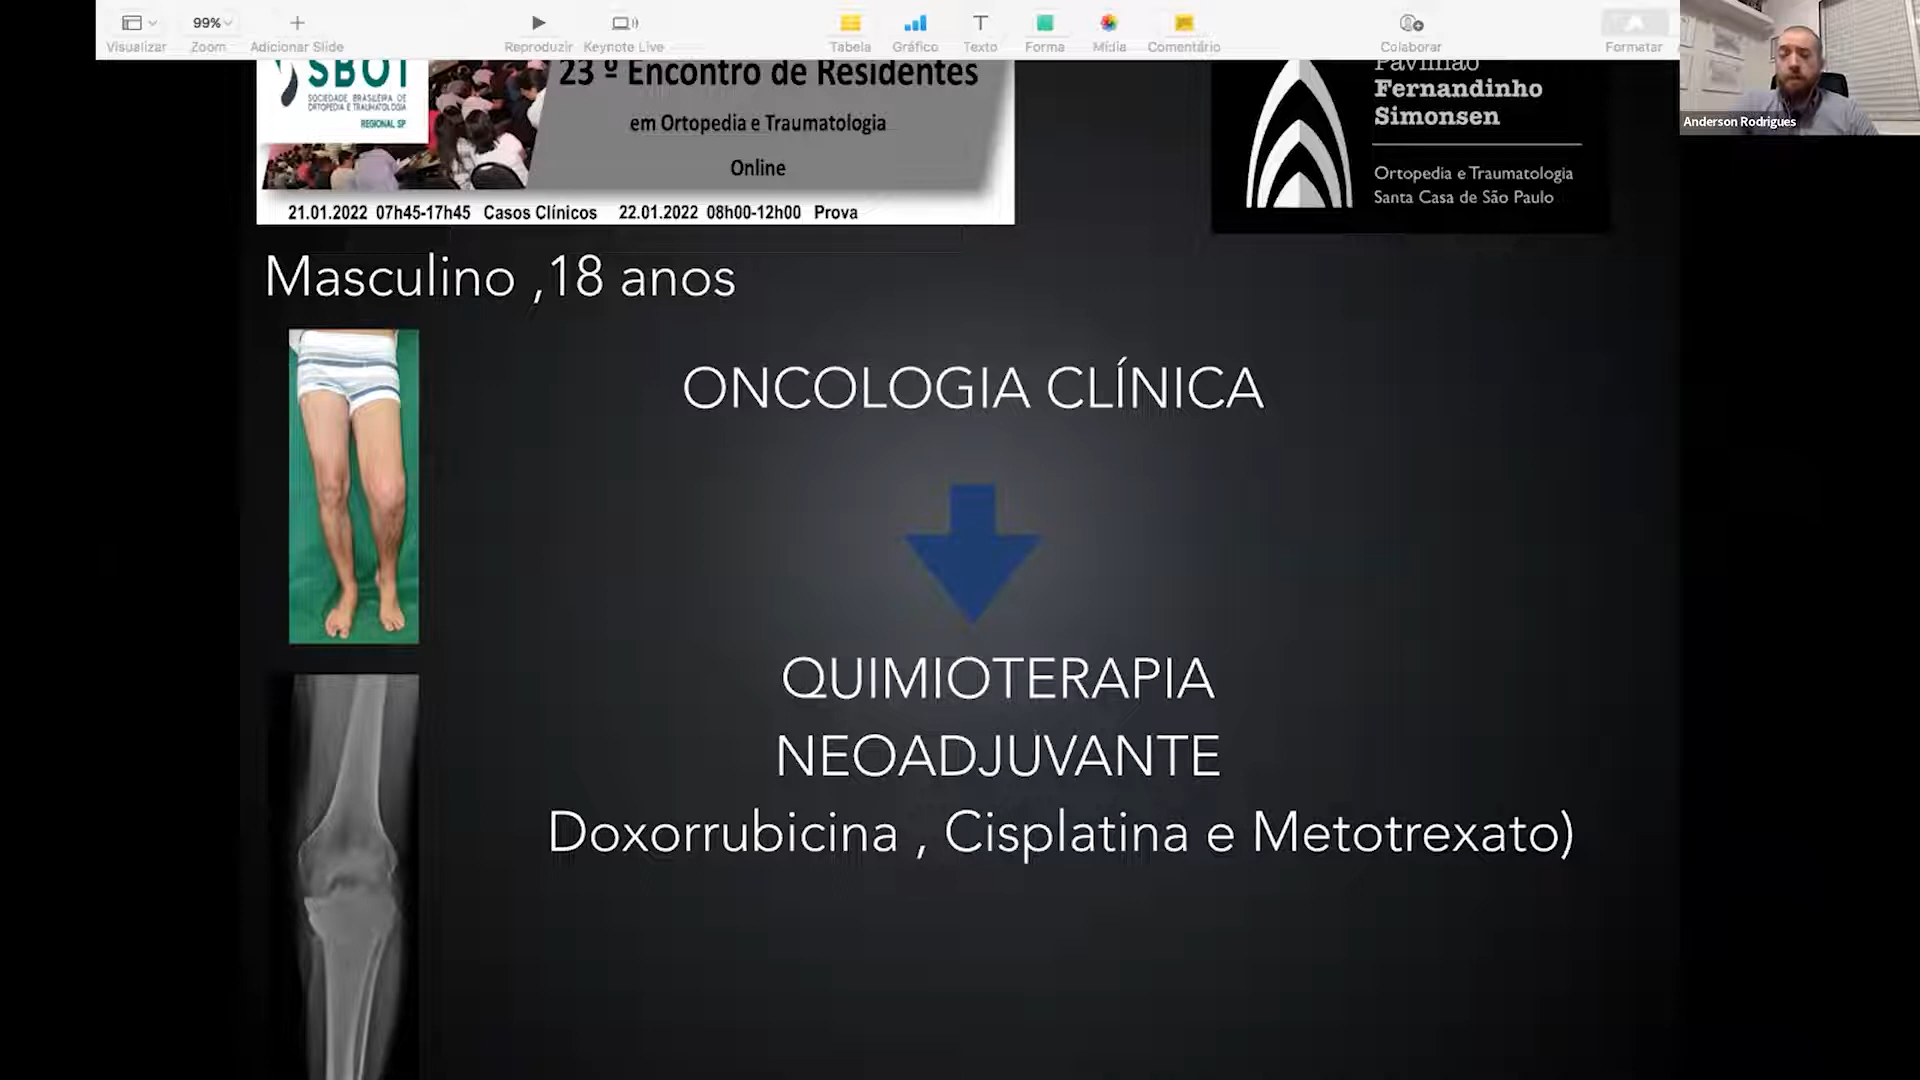 99%
Visualizar
Zoom
Adicionar Slide
Reproduzir
Keynote Live
Tabela
Gráfico
Texto
Forma
Mídia
Comentário
Colaborar
Formatar
SBOT
SOCIEDADE BRASILEIRA DE
ORTOPEDIA E TRAUMATOLOGIA
REGIONAL SP
23 º Encontro de Residentes
em Ortopedia e Traumatologia
Online
21.01.2022 07h45-17h45 Casos Clínicos 22.01.2022 08h00-12h00 Prova
Pavilhão
Fernandinho
Simonsen
Ortopedia e Traumatologia
Santa Casa de São Paulo
Anderson Rodrigues
Masculino ,18 anos
ONCOLOGIA CLÍNICA
QUIMIOTERAPIA
NEOADJUVANTE
Doxorrubicina , Cisplatina e Metotrexato)